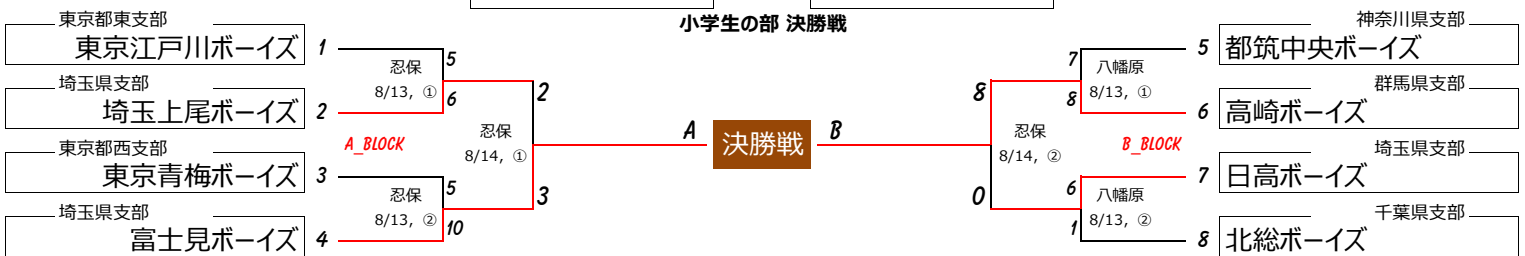 小学生の部 決勝戦
東京都東支部
東京江戸川ボーイズ 1
埼玉県支部
埼玉上尾ボーイズ 2
東京都西支部
東京青梅ボーイズ 3
埼玉県支部
富士見ボーイズ 4
5
忍保
8/13, ①
6
A_BLOCK
5
忍保
8/13, ②
10
2
忍保
8/14, ①
3
A 決勝戦 B
8
忍保
8/14, ②
0
7
八幡原
8/13, ①
8
B_BLOCK
6
八幡原
8/13, ②
1
神奈川県支部
5 都筑中央ボーイズ
群馬県支部
6 高崎ボーイズ
埼玉県支部
7 日高ボーイズ
千葉県支部
8 北総ボーイズ